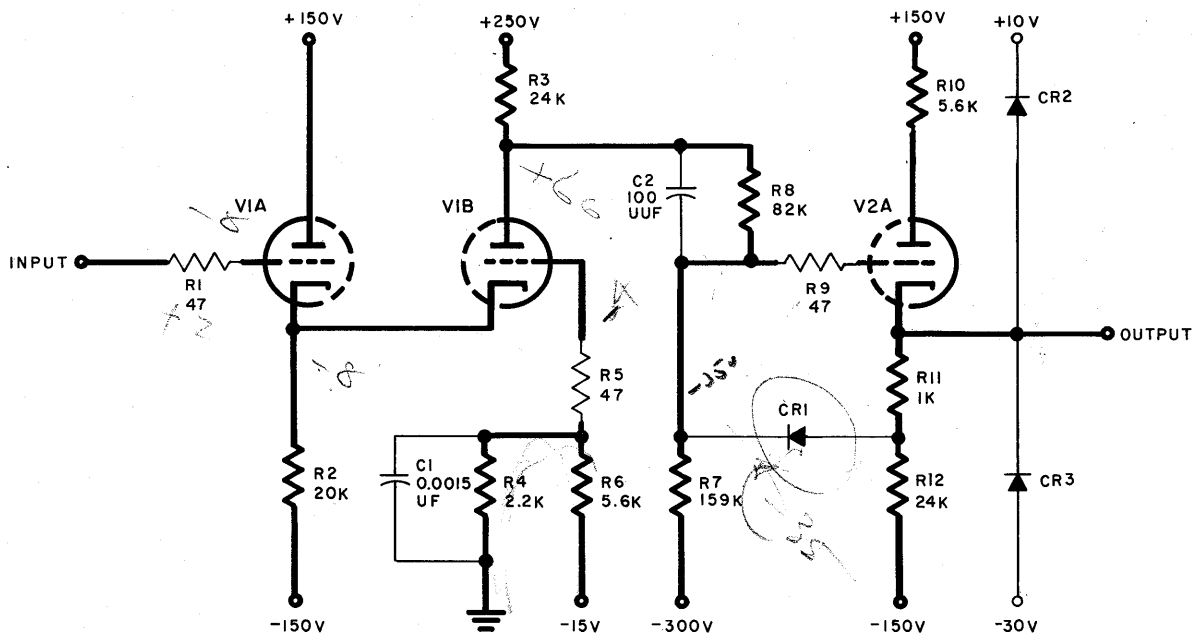 +150V
+250V
+150V
+10V
R3
24K
R10
5.6K
CR2
C2
100
UUF
R8
82K
V1A
V1B
V2A
INPUT
R1
47
R9
47
OUTPUT
R5
47
R11
1K
CR1
C1
0.0015
UF
R2
20K
R4
2.2K
R6
5.6K
R7
159K
R12
24K
CR3
-150V
-15V
-300V
-150V
-30V